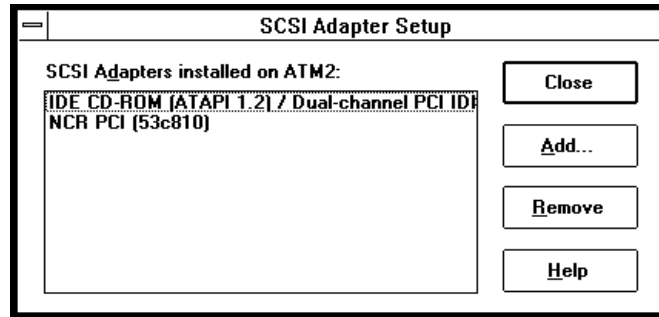 SCSI Adapter Setup
SCSI Adapters installed on ATM2:
IDE CD-ROM (ATAPI 1.2) / Dual-channel PCI IDE
NCR PCI (53c810)
Close
Add...
Remove
Help